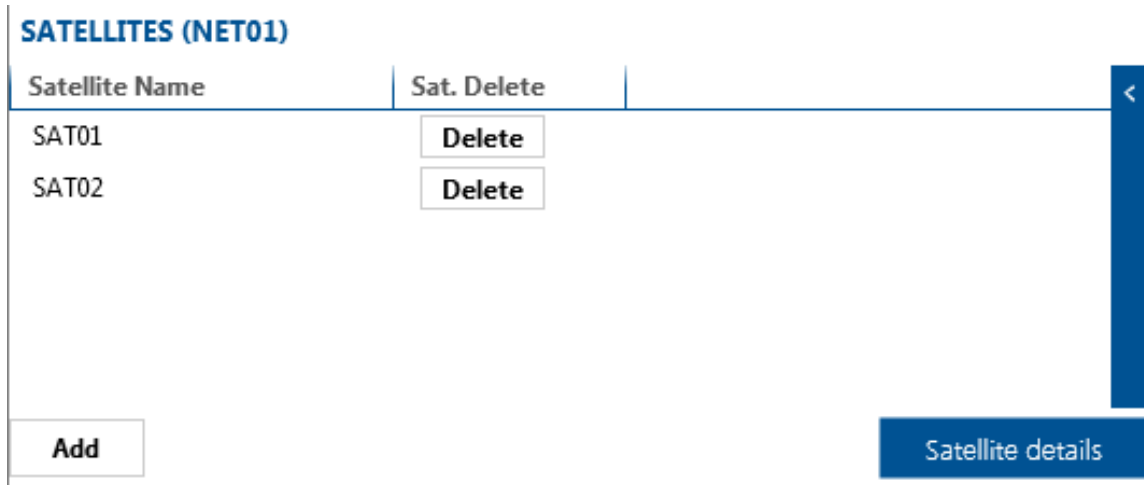 SATELLITES (NET01)
Satellite Name Sat. Delete
<
SAT01 Delete
SAT02 Delete
Add Satellite details